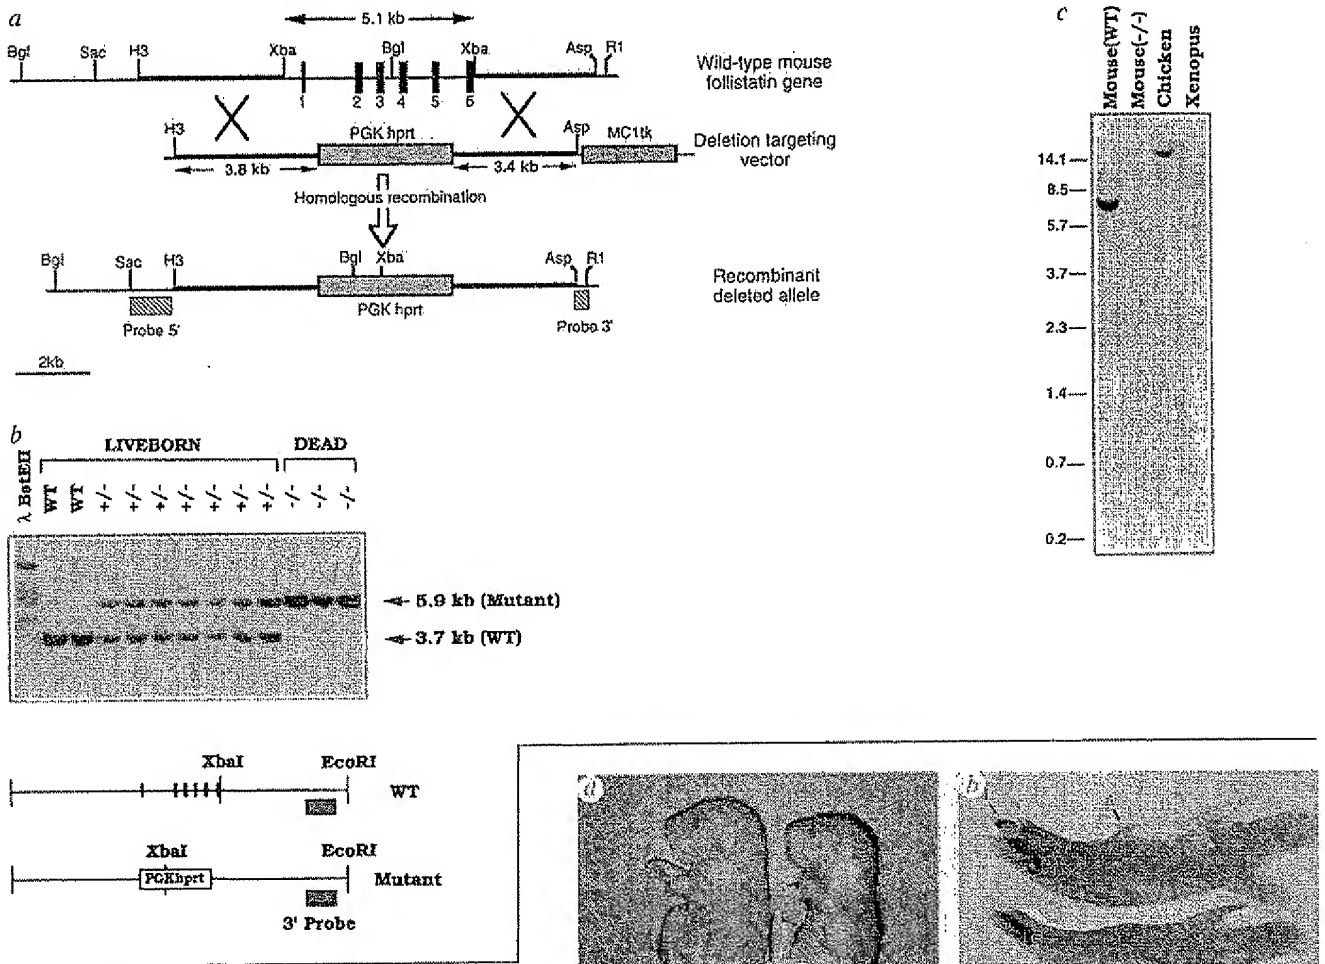 a
5.1 kb
Bgl Sac H3 Xba Bgl Xba Asp R1
1 2 3 4 5 6
Wild-type mouse
follistatin gene
H3 PGK hprt Asp MC1tk
Deletion targeting
vector
3.8 kb 3.4 kb
Homologous recombination
Bgl Sac H3 Bgl Xba Asp R1
PGK hprt
Recombinant
deleted allele
Probe 5' Probe 3'
2kb
b
LIVEBORN DEAD
λ BstEII WT WT +/- +/- +/- +/- +/- +/- +/- -/- -/- -/-
5.9 kb (Mutant)
3.7 kb (WT)
XbaI EcoRI
WT
XbaI EcoRI
PGKhprt
Mutant
3' Probe
c
Mouse(WT)
Mouse(-/-)
Chicken
Xenopus
14.1
8.5
5.7
3.7
2.3
1.4
0.7
0.2
a
b